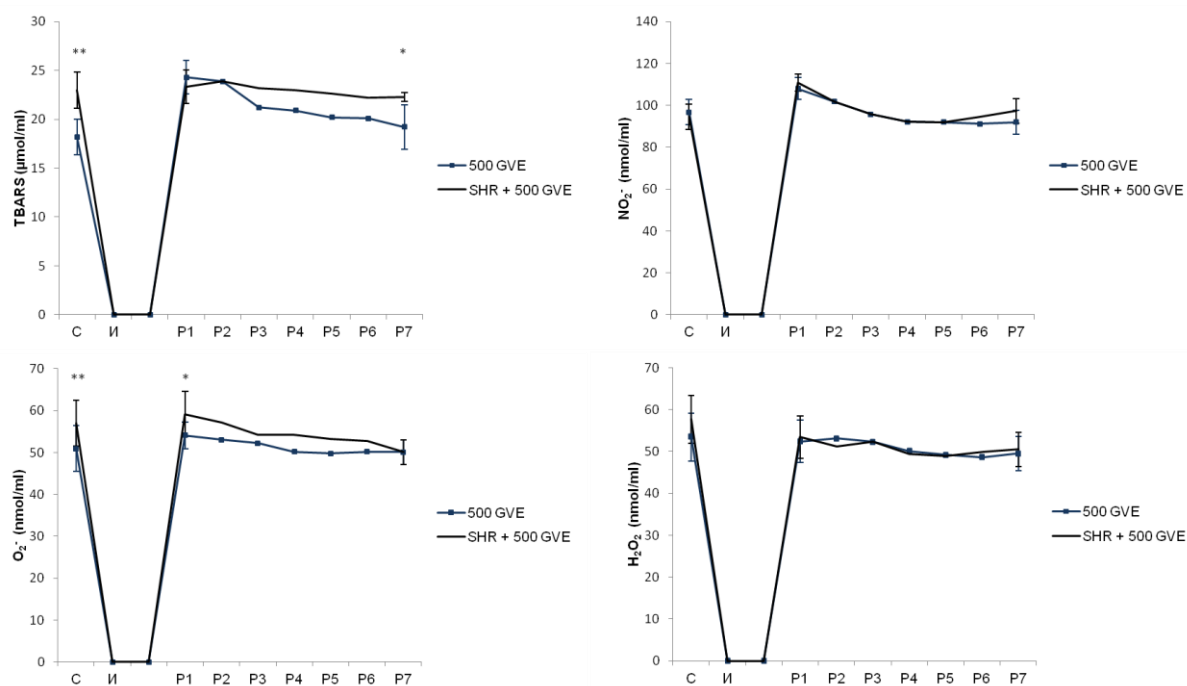 **
*
TBARS (µmol/ml)
30
25
20
15
10
5
0
С
И
P1
P2
P3
P4
P5
P6
P7
500 GVE
SHR + 500 GVE
NO₂⁻ (nmol/ml)
140
120
100
80
60
40
20
0
С
И
P1
P2
P3
P4
P5
P6
P7
500 GVE
SHR + 500 GVE
**
*
O₂⁻ (nmol/ml)
70
60
50
40
30
20
10
0
С
И
P1
P2
P3
P4
P5
P6
P7
500 GVE
SHR + 500 GVE
H₂O₂ (nmol/ml)
70
60
50
40
30
20
10
0
С
И
P1
P2
P3
P4
P5
P6
P7
500 GVE
SHR + 500 GVE